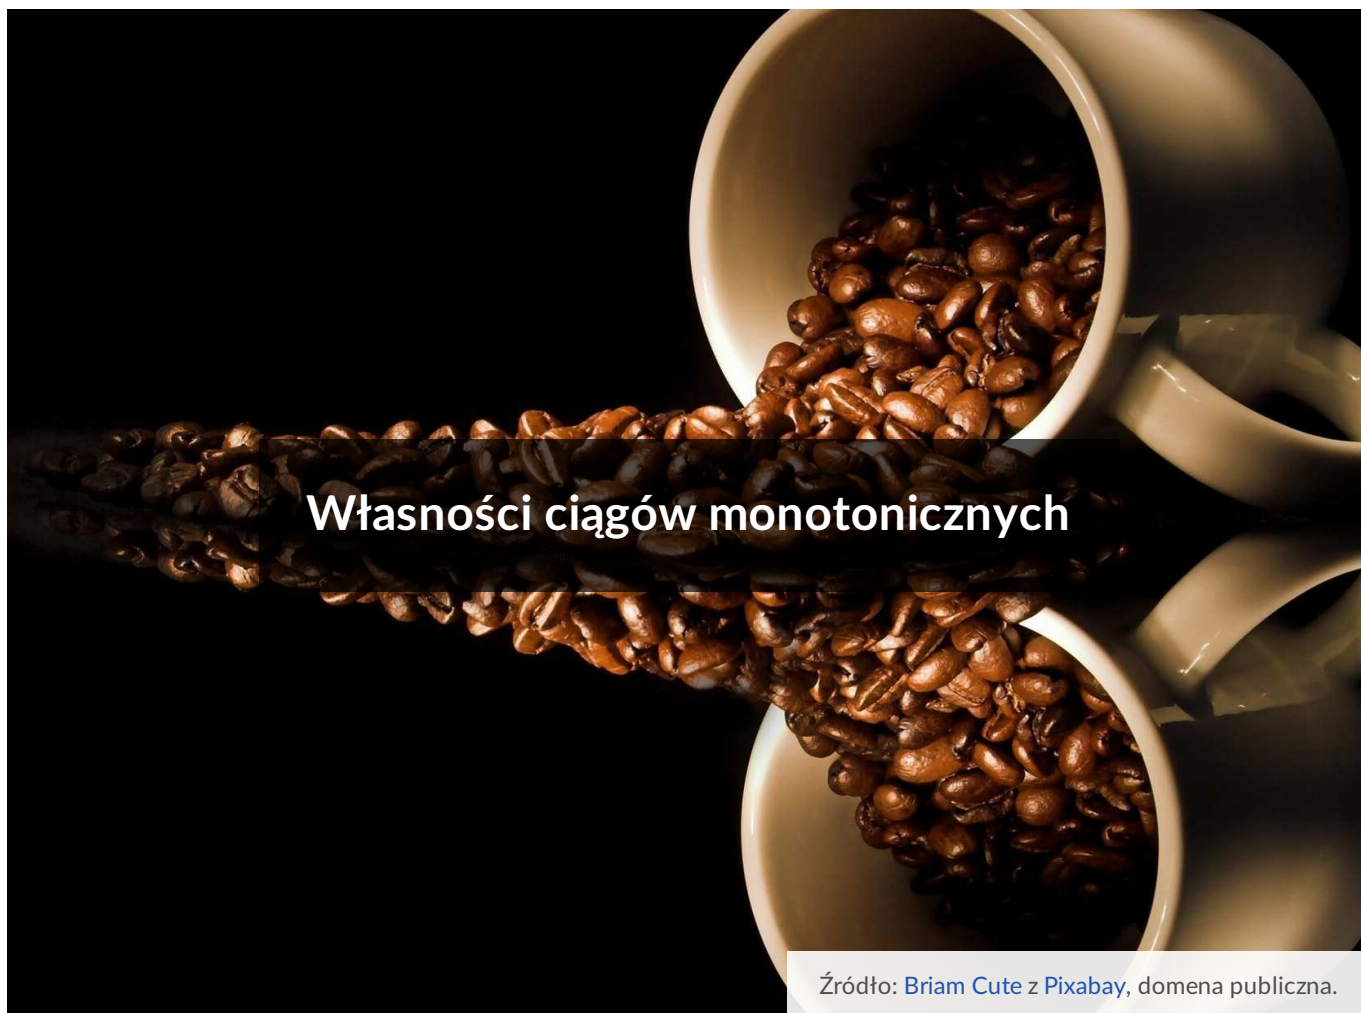 Własności ciągów monotonicznych
Źródło: Briam Cute z Pixabay, domena publiczna.